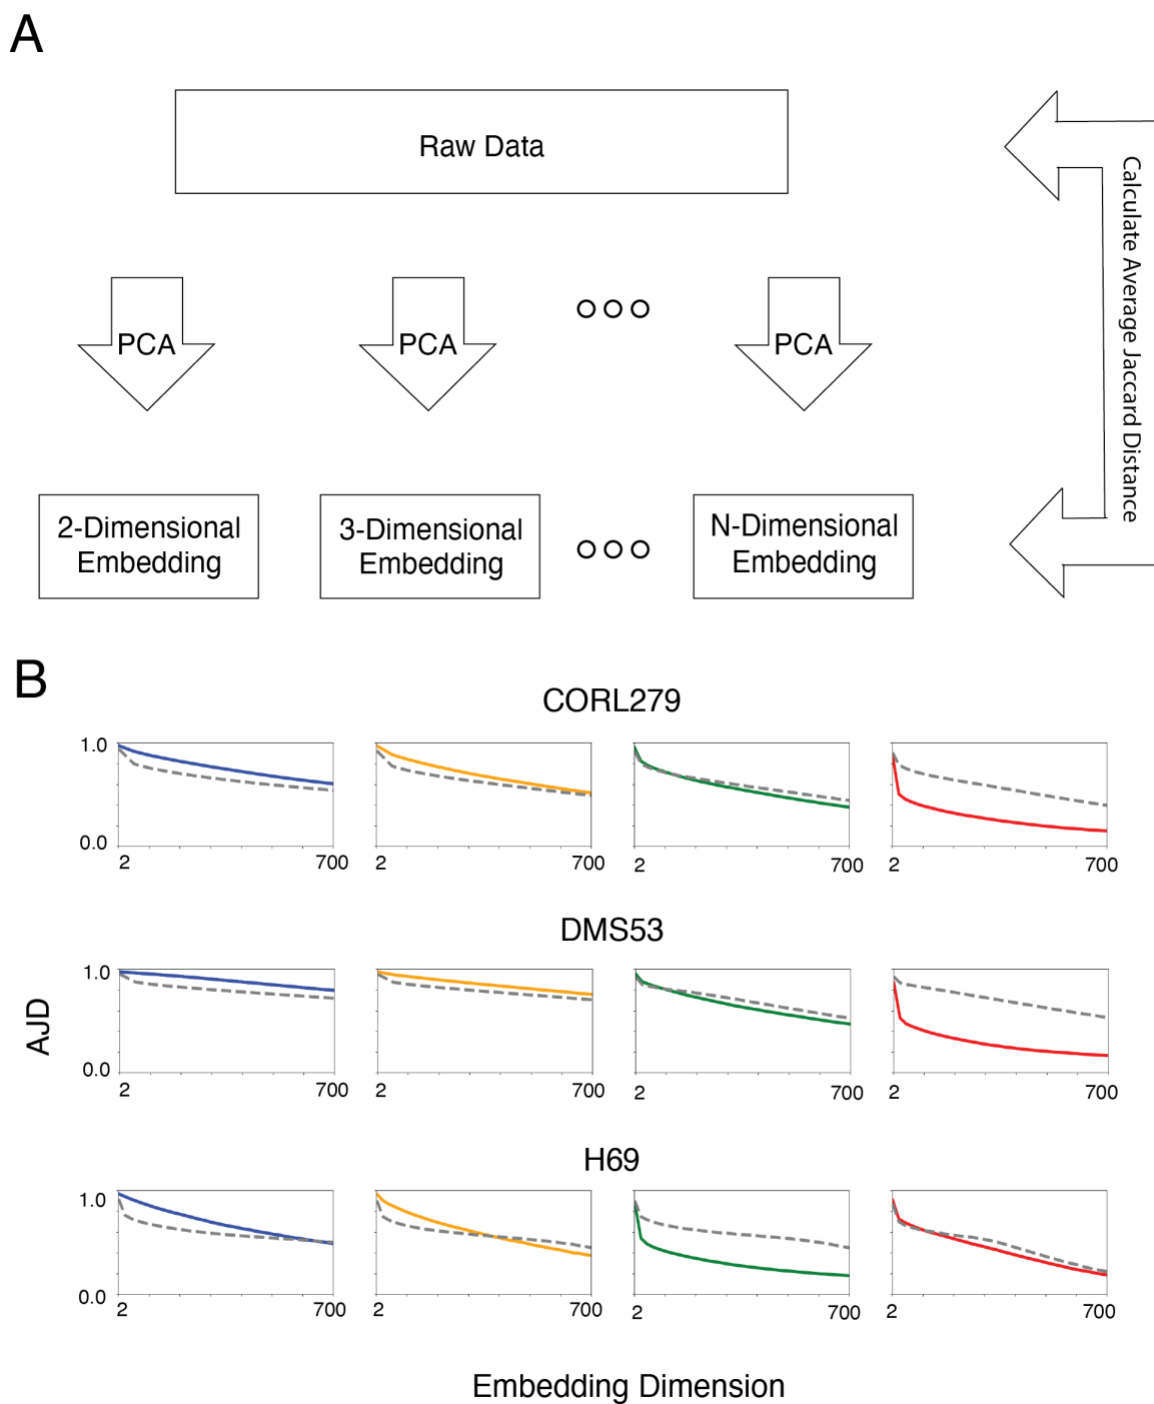 A
Raw Data
Calculate Average Jaccard Distance
PCA PCA PCA
2-Dimensional
Embedding
3-Dimensional
Embedding
N-Dimensional
Embedding
B
CORL279
1.0
0.0
2 700 2 700 2 700 2 700
DMS53
AJD
1.0
0.0
2 700 2 700 2 700 2 700
H69
1.0
0.0
2 700 2 700 2 700 2 700
Embedding Dimension